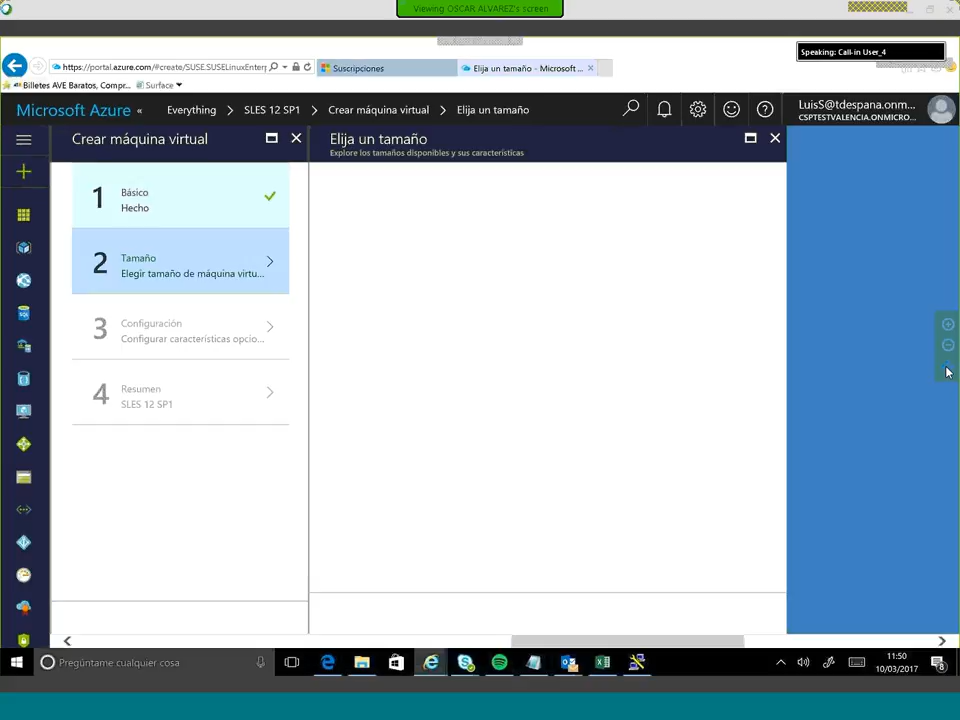 Viewing OSCAR ALVAREZ's screen
Speaking: Call-in User_4
https://portal.azure.com/#create/SUSE.SUSELinuxEnterp
Suscripciones
Elija un tamaño - Microsoft ...
Billetes AVE Baratos, Compr...
Surface
Microsoft Azure «
Everything > SLES 12 SP1 > Crear máquina virtual > Elija un tamaño
LuisS@tdespana.onm...
CSPTESTVALENCIA.ONMICRO...
Crear máquina virtual
Elija un tamaño
Explore los tamaños disponibles y sus características
1
Básico
Hecho
2
Tamaño
Elegir tamaño de máquina virtu...
3
Configuración
Configurar características opcio...
4
Resumen
SLES 12 SP1
SQL
Pregúntame cualquier cosa
11:50
10/03/2017
8